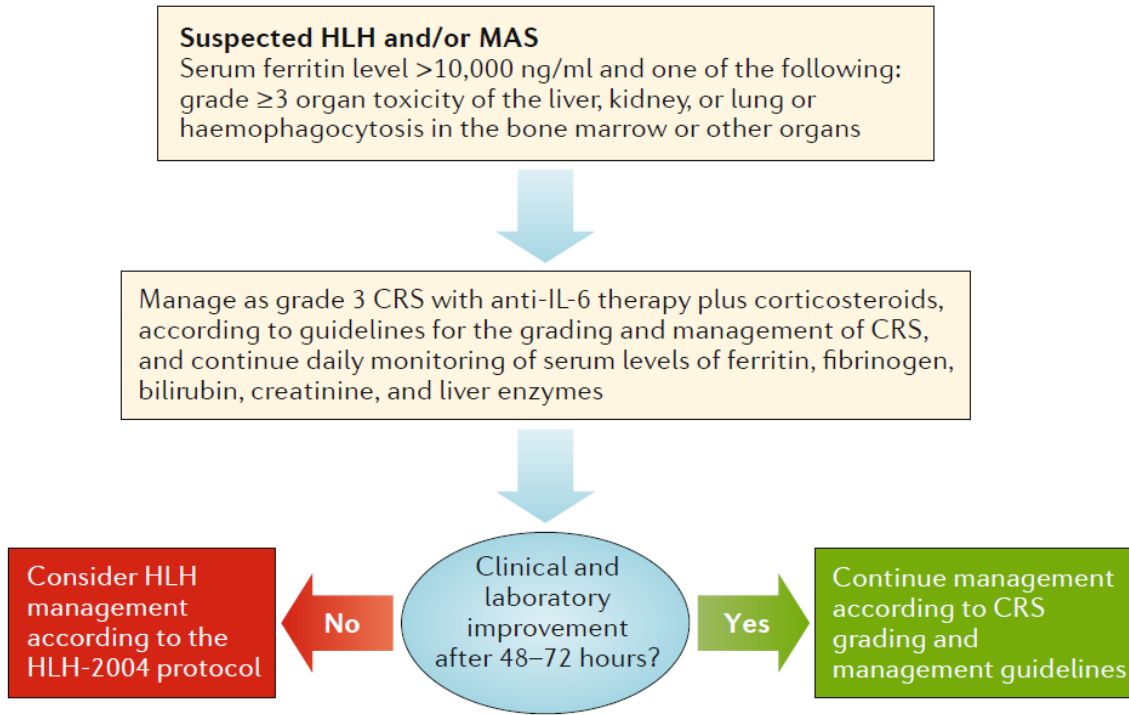 Suspected HLH and/or MAS
Serum ferritin level >10,000 ng/ml and one of the following:
grade ≥3 organ toxicity of the liver, kidney, or lung or
haemophagocytosis in the bone marrow or other organs
Manage as grade 3 CRS with anti-IL-6 therapy plus corticosteroids,
according to guidelines for the grading and management of CRS,
and continue daily monitoring of serum levels of ferritin, fibrinogen,
bilirubin, creatinine, and liver enzymes
Consider HLH
management
according to the
HLH-2004 protocol
No
Clinical and
laboratory
improvement
after 48–72 hours?
Yes
Continue management
according to CRS
grading and
management guidelines